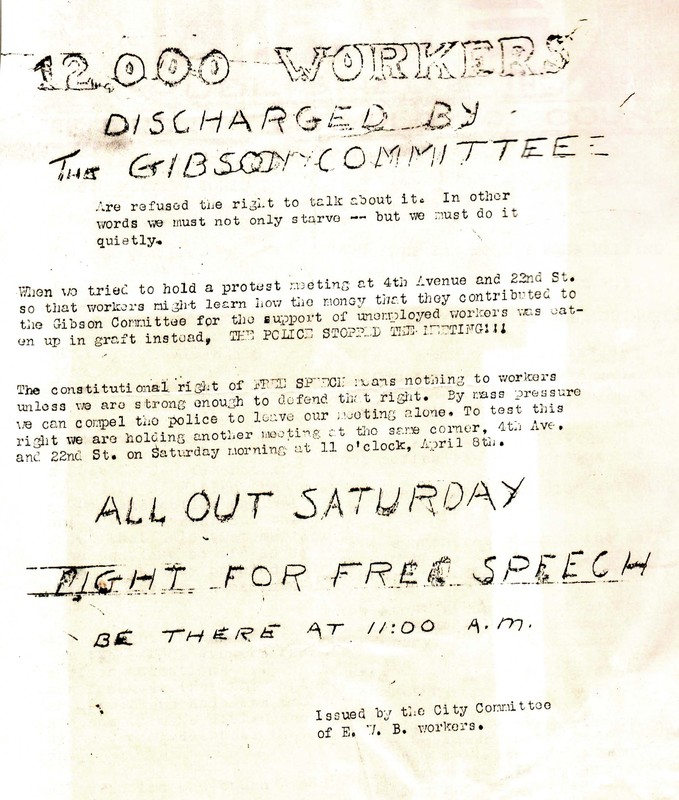 12,000 WORKERS
DISCHARGED BY
THE GIBSON COMMITTEE
Are refused the right to talk about it. In other
words we must not only starve -- but we must do it
quietly.
When we tried to hold a protest meeting at 4th Avenue and 22nd St.
so that workers might learn how the money that they contributed to
the Gibson Committee for the support of unemployed workers was eat-
en up in graft instead, THE POLICE STOPPED THE MEETING!!!
The constitutional right of FREE SPEECH means nothing to workers
unless we are strong enough to defend that right. By mass pressure
we can compel the police to leave our meeting alone. To test this
right we are holding another meeting at the same corner, 4th Ave.
and 22nd St. on Saturday morning at 11 o'clock, April 8th.
ALL OUT SATURDAY
FIGHT FOR FREE SPEECH
BE THERE AT 11:00 A.M.
Issued by the City Committee
of E. W. B. workers.